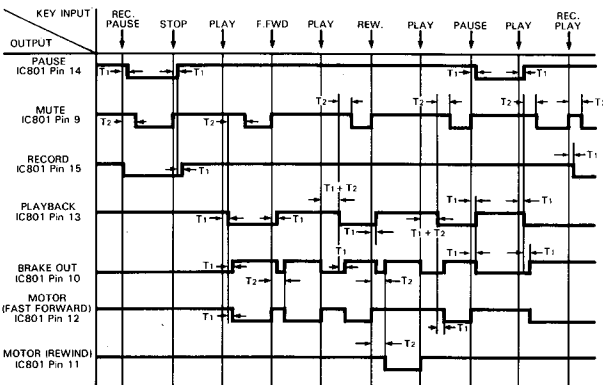 KEY INPUT
REC. PAUSE STOP PLAY F.FWD PLAY REW. PLAY PAUSE PLAY REC. PLAY
OUTPUT
PAUSE
IC801 Pin 14
T1 T1 T1 T1
MUTE
IC801 Pin 9
T2 T2 T2 T2 T2 T2
RECORD
IC801 Pin 15
T1 T1
PLAYBACK
IC801 Pin 13
T1 T1 T1 + T2 T1 T1 T1 + T2 T1 T1
BRAKE OUT
IC801 Pin 10
T1 T2 T2 T1 T1
MOTOR
(FAST FORWARD)
IC801 Pin 12
T1 T1
MOTOR (REWIND)
IC801 Pin 11
T2